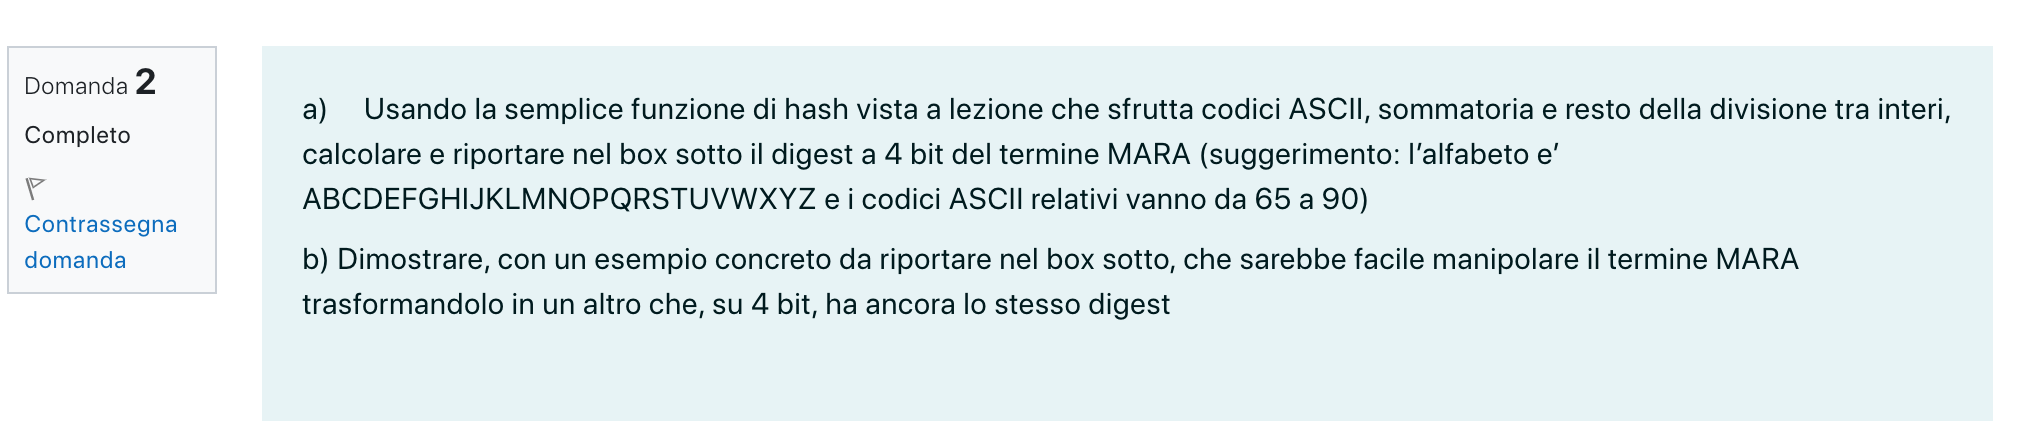 Domanda 2
Completo
Contrassegna
domanda
a) Usando la semplice funzione di hash vista a lezione che sfrutta codici ASCII, sommatoria e resto della divisione tra interi,
calcolare e riportare nel box sotto il digest a 4 bit del termine MARA (suggerimento: l’alfabeto e’
ABCDEFGHIJKLMNOPQRSTUVWXYZ e i codici ASCII relativi vanno da 65 a 90)
b) Dimostrare, con un esempio concreto da riportare nel box sotto, che sarebbe facile manipolare il termine MARA
trasformandolo in un altro che, su 4 bit, ha ancora lo stesso digest